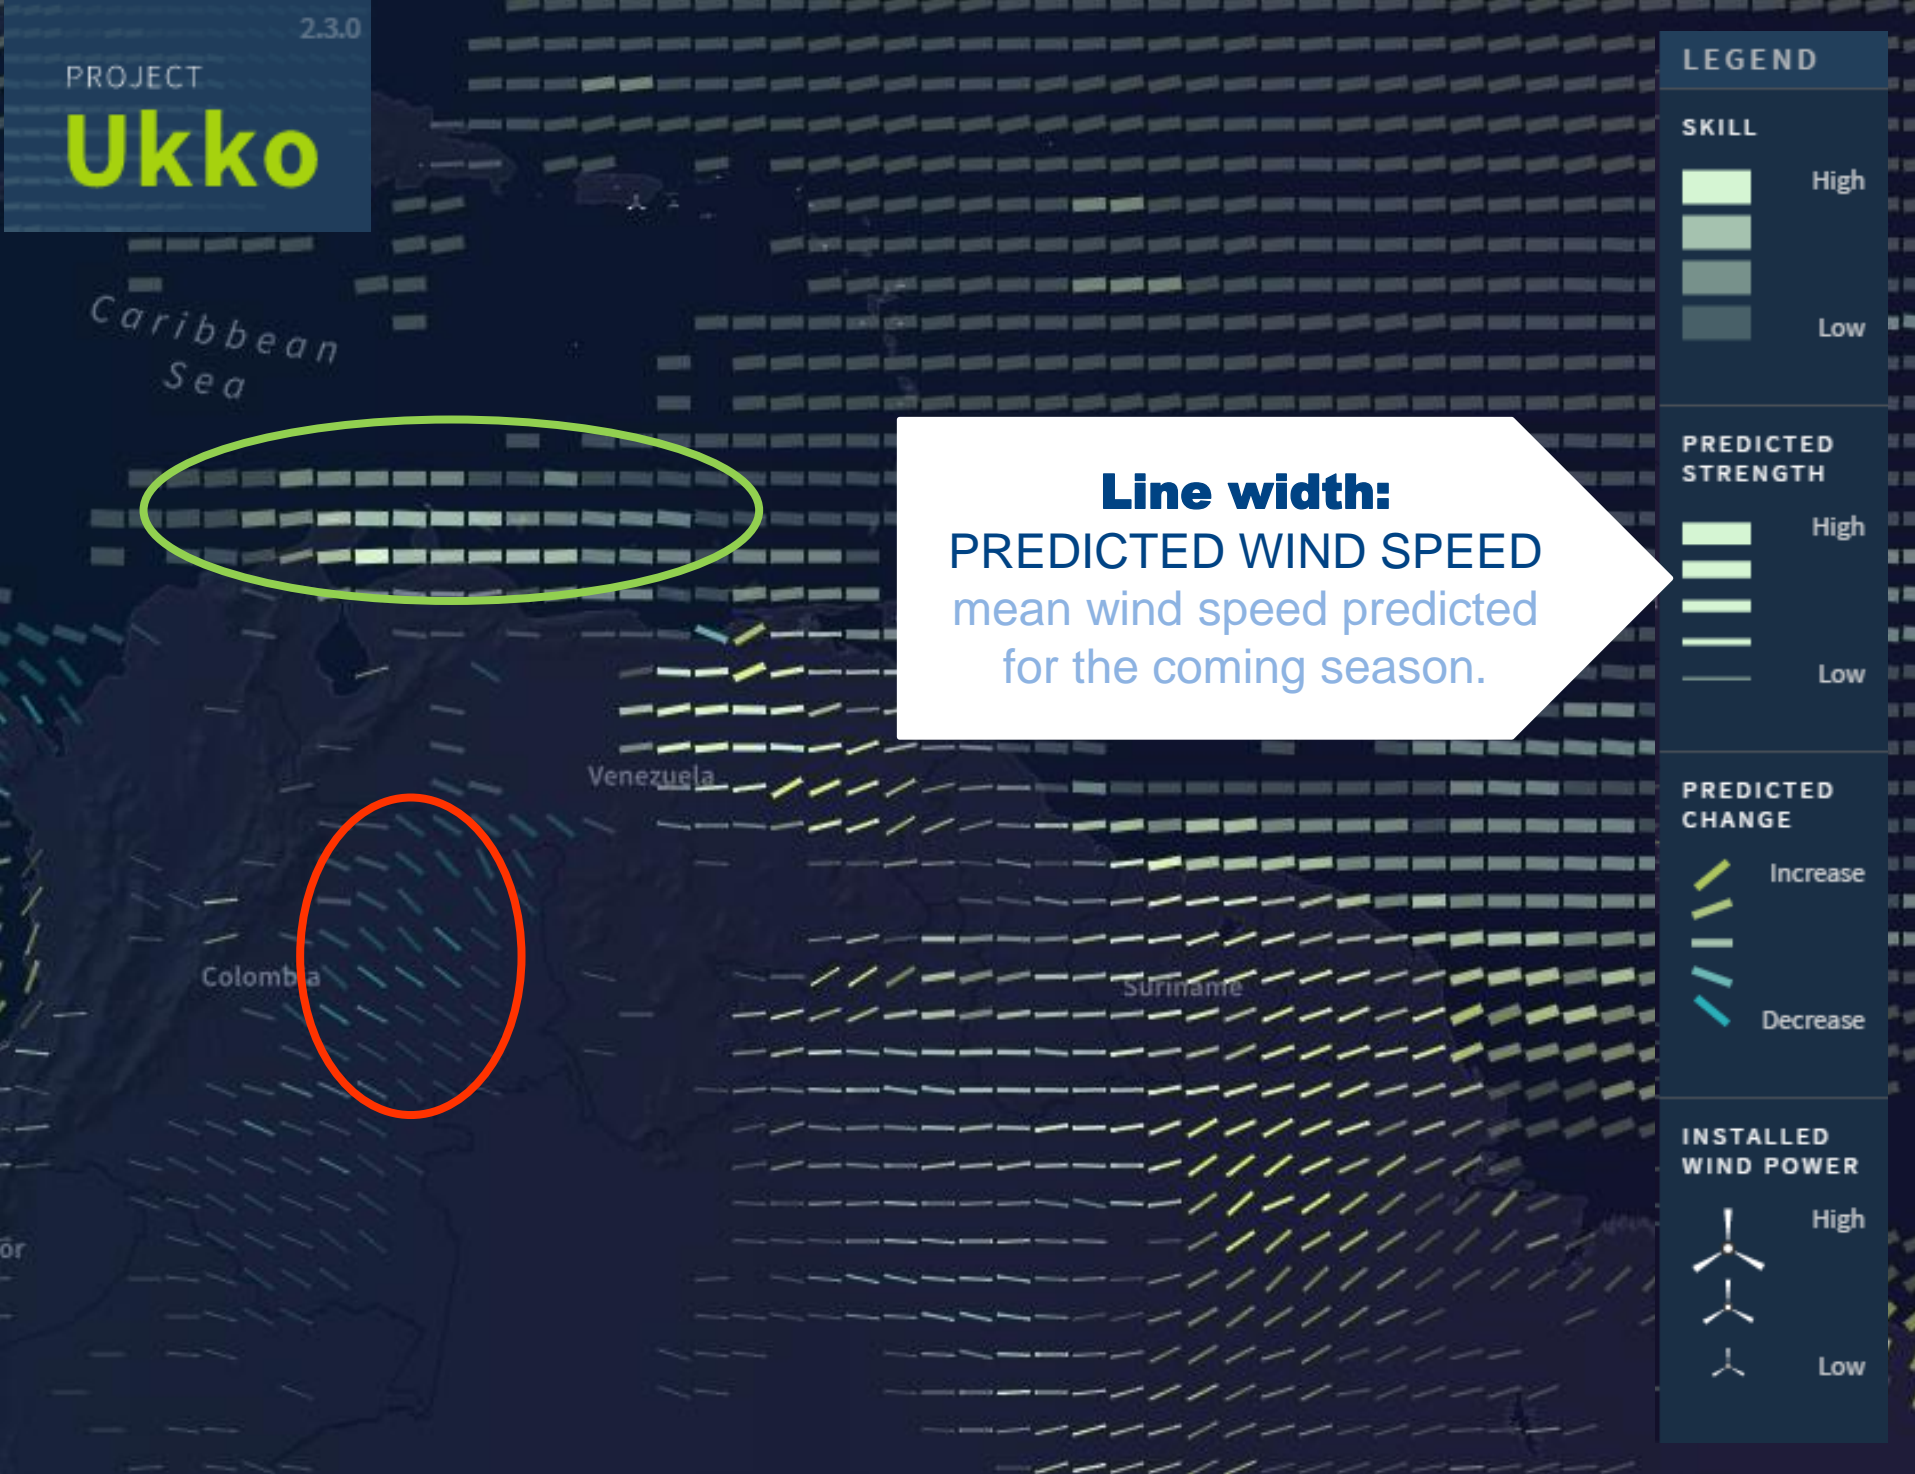 2.3.0
PROJECT
Ukko
Caribbean
Sea
Venezuela
Colombia
Suriname
ôr
Line width:
PREDICTED WIND SPEED
mean wind speed predicted
for the coming season.
LEGEND
SKILL
High
Low
PREDICTED
STRENGTH
High
Low
PREDICTED
CHANGE
Increase
Decrease
INSTALLED
WIND POWER
High
Low